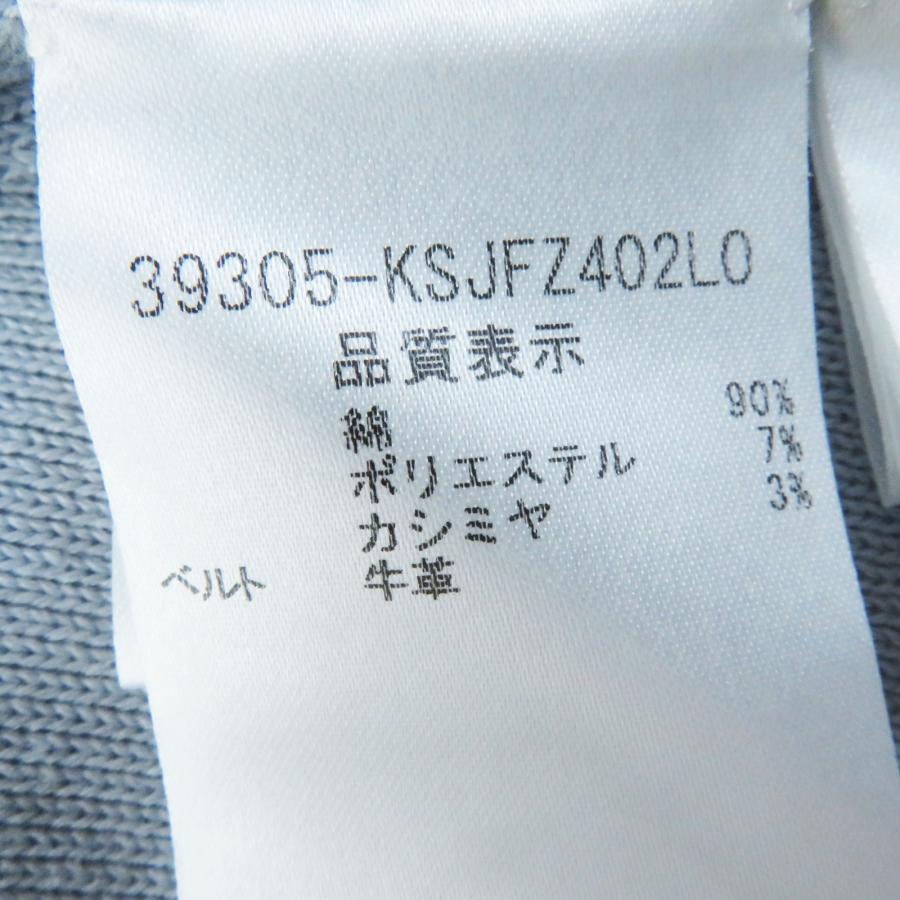 39305-KSJFZ402L0
品質表示
綿 90%
ポリエステル 7%
カシミヤ 3%
ベルト 牛革